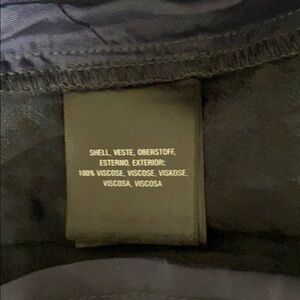 SHELL, VESTE, OBERSTOFF,
ESTERNO, EXTERIOR:
100% VISCOSE, VISCOSE, VISKOSE,
VISCOSA, VISCOSA